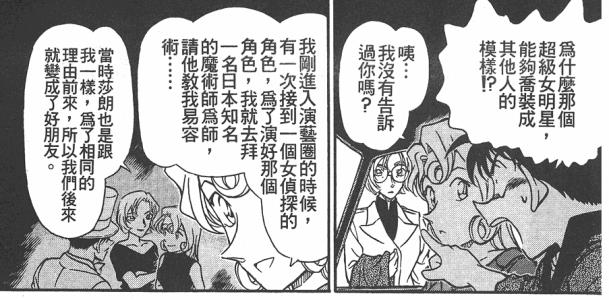 為什麼那個
超級女明星，
能夠喬裝成
其他人的
模樣!?
咦…
我沒有告訴
過你嗎？
我剛進入演藝圈的時候，
有一次接到一個女偵探的
角色，為了演好那個
角色，我就去拜
一名日本知名
的魔術師為師，
請他教我易容
術……
當時莎朗也是跟
我一樣，為了相同的
理由前來，所以我們後來
就變成了好朋友。